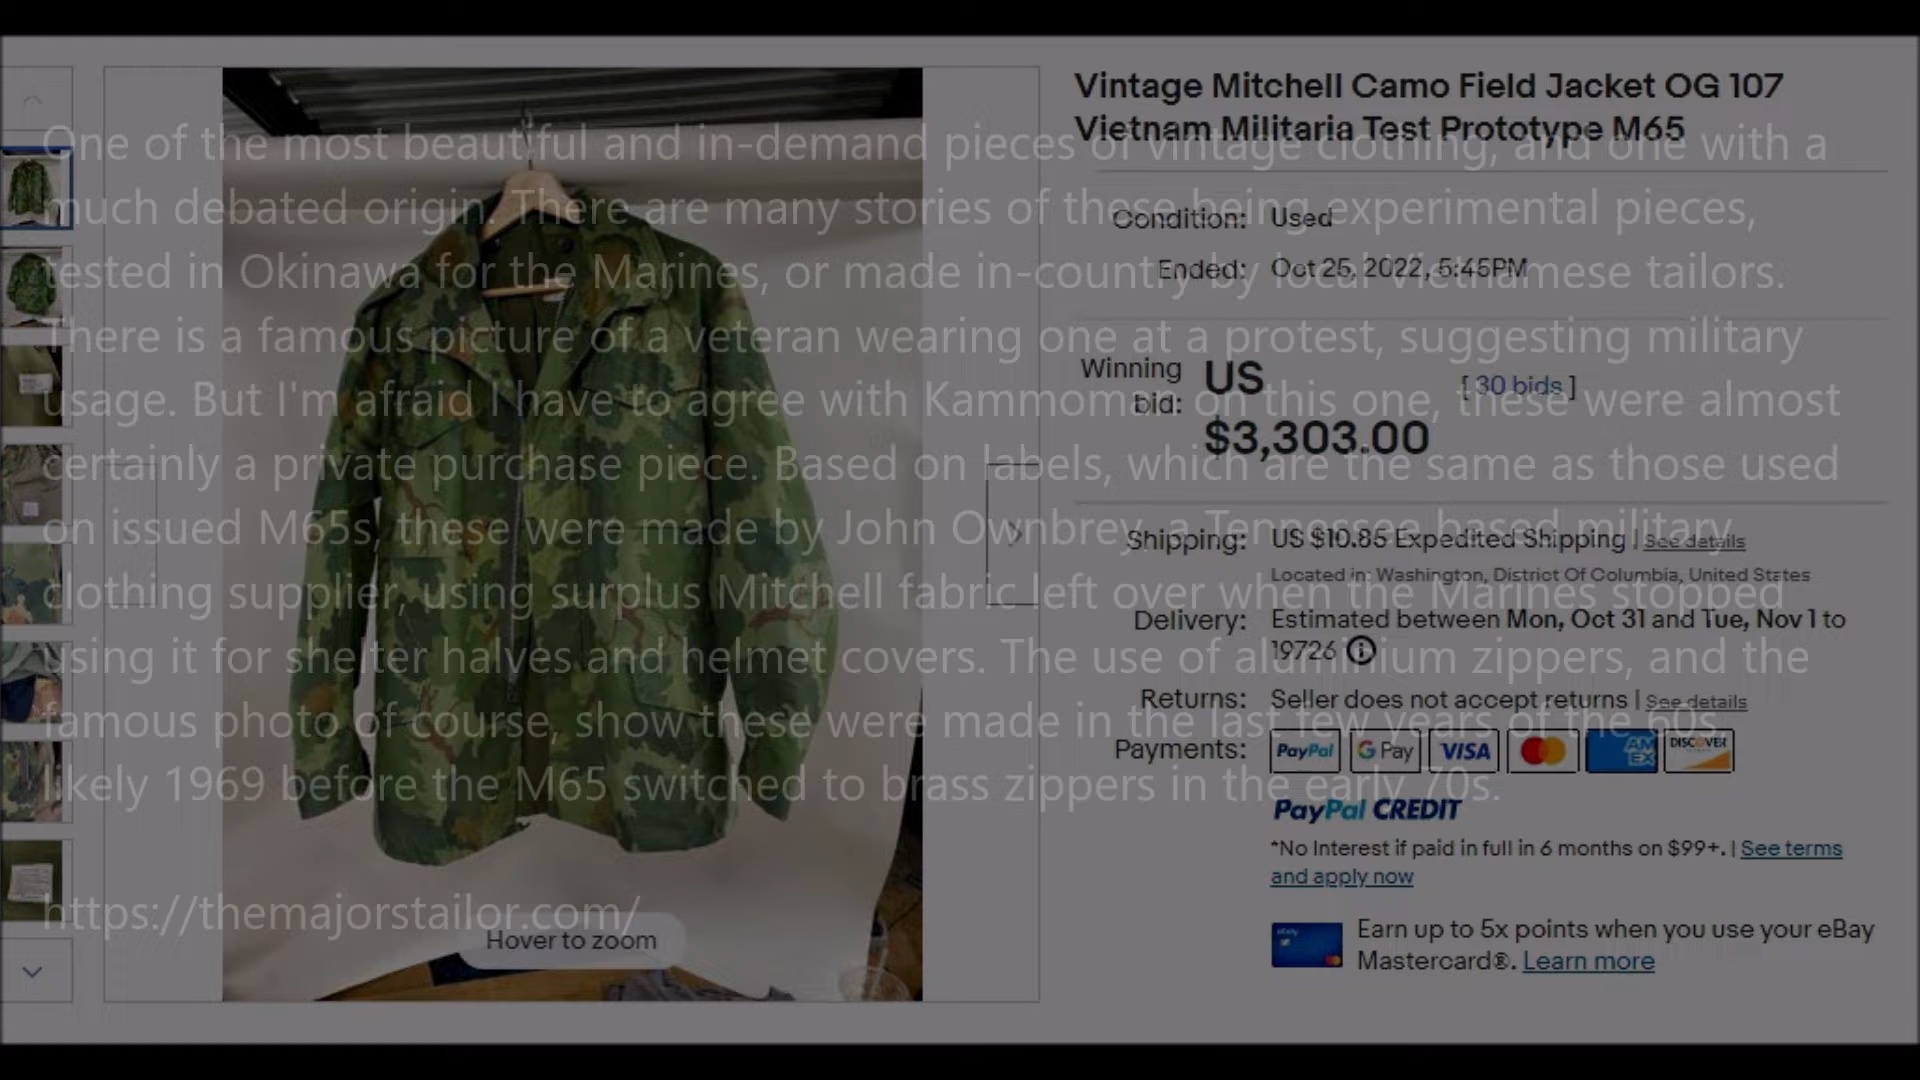 One of the most beautiful and in-demand pieces of vintage clothing, and one with a
much debated origin. There are many stories of these being experimental pieces,
tested in Okinawa for the Marines, or made in-country by local Vietnamese tailors.
There is a famous picture of a veteran wearing one at a protest, suggesting military
usage. But I'm afraid I have to agree with Kammoman on this one, these were almost
certainly a private purchase piece. Based on labels, which are the same as those used
on issued M65s, these were made by John Ownbrey, a Tennessee based military
clothing supplier, using surplus Mitchell fabric left over when the Marines stopped
using it for shelter halves and helmet covers. The use of aluminium zippers, and the
famous photo of course, show these were made in the last few years of the 60s,
likely 1969 before the M65 switched to brass zippers in the early 70s.
https://themajorstailor.com/
Hover to zoom
Vintage Mitchell Camo Field Jacket OG 107
Vietnam Militaria Test Prototype M65
Condition: Used
Ended: Oct 25, 2022, 5:45PM
Winning bid: US $3,303.00 [ 30 bids ]
Shipping: US $10.85 Expedited Shipping | See details
Located in: Washington, District Of Columbia, United States
Delivery: Estimated between Mon, Oct 31 and Tue, Nov 1 to
19726
Returns: Seller does not accept returns | See details
Payments: PayPal G Pay VISA AM EX DISCOVER
PayPal CREDIT
*No Interest if paid in full in 6 months on $99+. | See terms
and apply now
ebay
Earn up to 5x points when you use your eBay
Mastercard®. Learn more